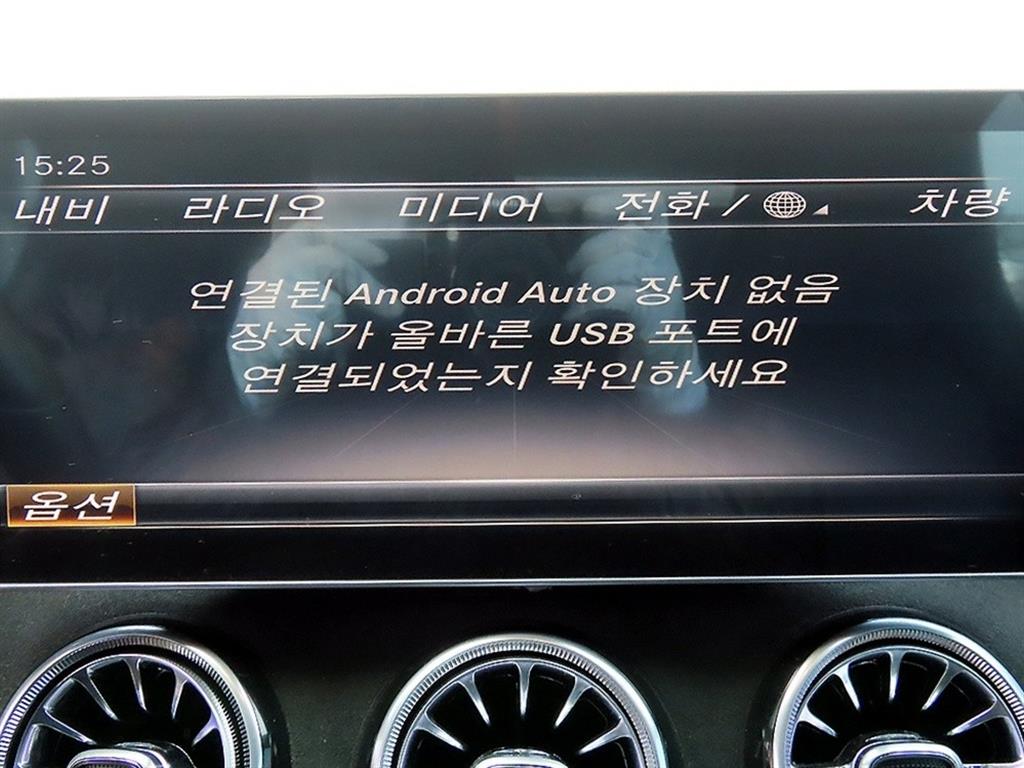 15:25
내비 라디오 미디어 전화 / 차량
연결된 Android Auto 장치 없음
장치가 올바른 USB 포트에
연결되었는지 확인하세요
옵션